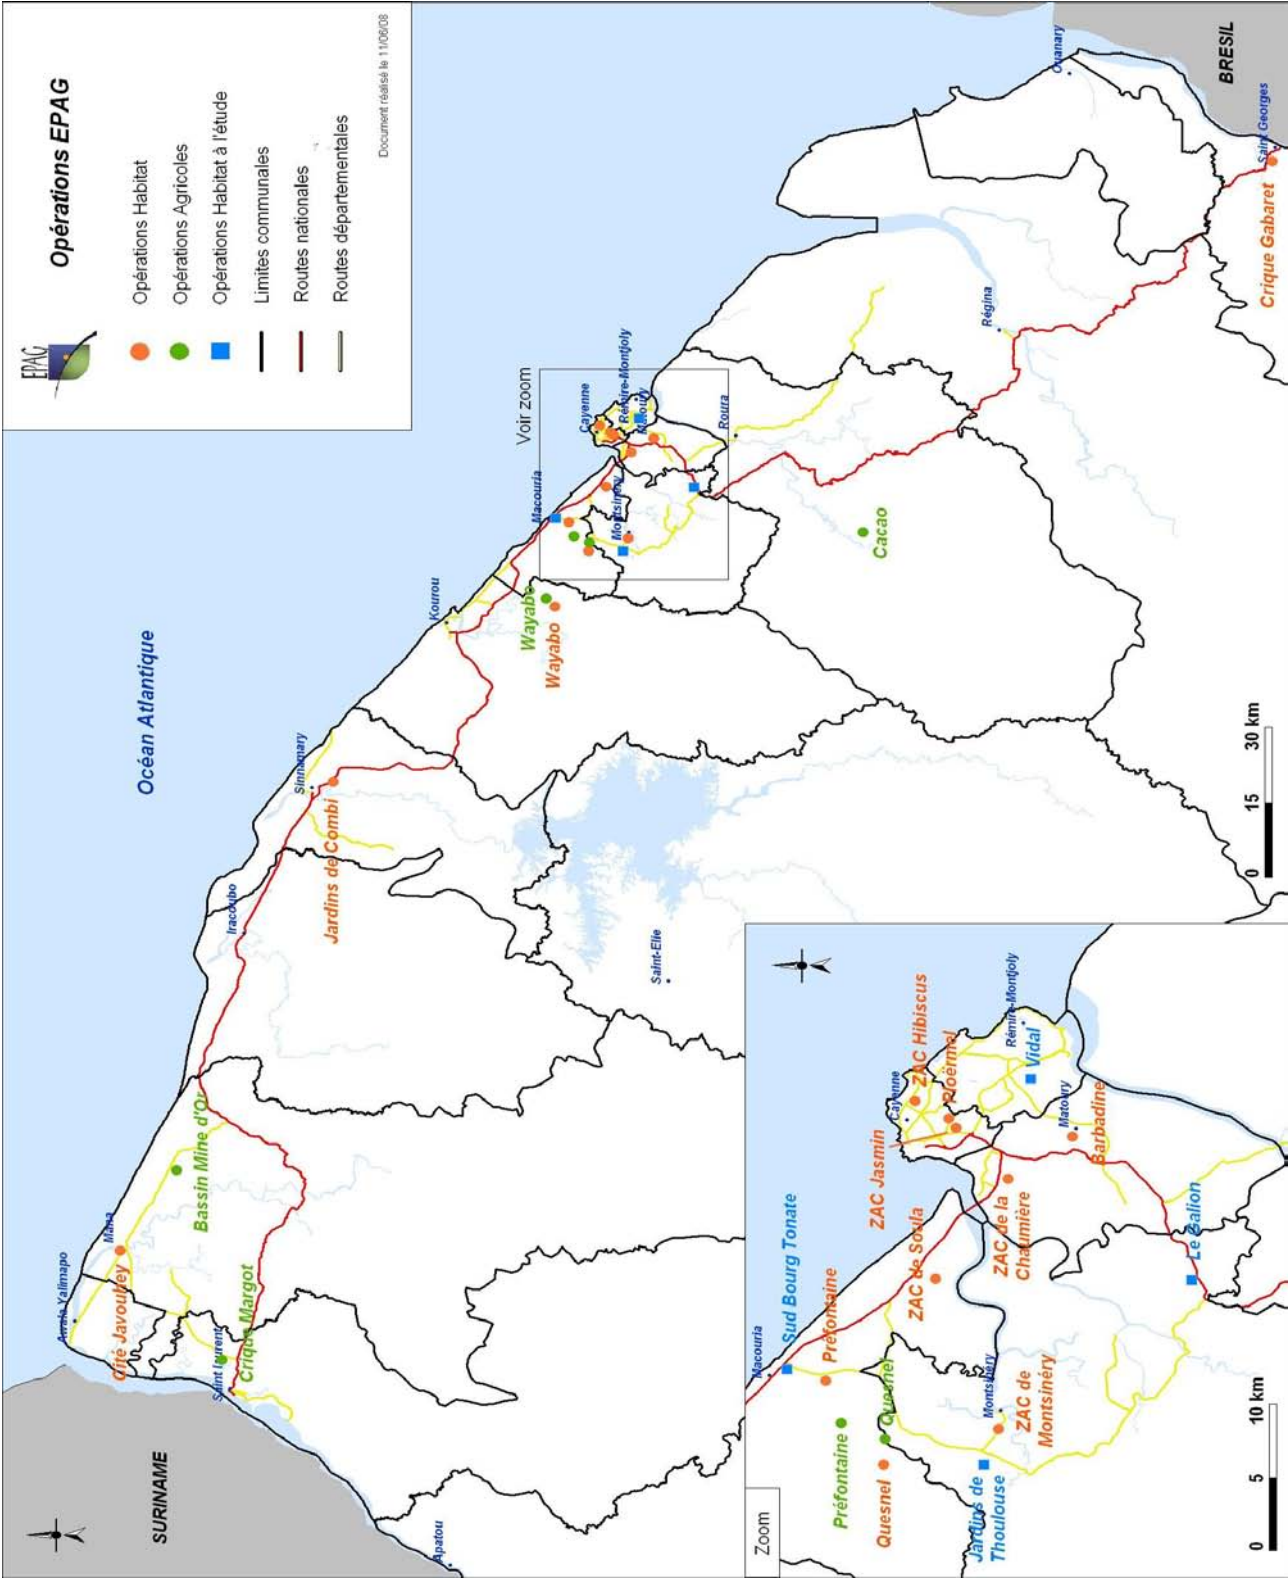 Opérations EPAG
EPAG
Opérations Habitat
Opérations Agricoles
Opérations Habitat à l'étude
Limites communales
Routes nationales
Routes départementales
Document réalisé le 11/06/08
SURINAME
Océan Atlantique
BRESIL
Awala Yalimapo
Mana
Cité Javouhey
Bassin Mine d'Or
Saint laurent
Crique Margot
Apatou
Iracoubo
Sinnamary
Jardins de Combi
Saint-Elie
Kourou
Wayabo
Wayabo
Macouria
Montsinéry
Voir zoom
Cayenne
Rémire-Montjoly
Matoury
Roura
Cacao
Régina
Ouanary
Saint Georges
Crique Gabaret
0 15 30 km
Zoom
Macouria
Sud Bourg Tonate
Préfontaine
Préfontaine
Quesnel
Quesnel
ZAC de Soula
ZAC Jasmin
Cayenne
ZAC Hibiscus
Ploërmel
Rémire-Montjoly
Vidal
ZAC de la
Chaumière
Matoury
Barbadine
Le Galion
Montsinéry
ZAC de
Montsinéry
Jardins de
Thoulouse
0 5 10 km